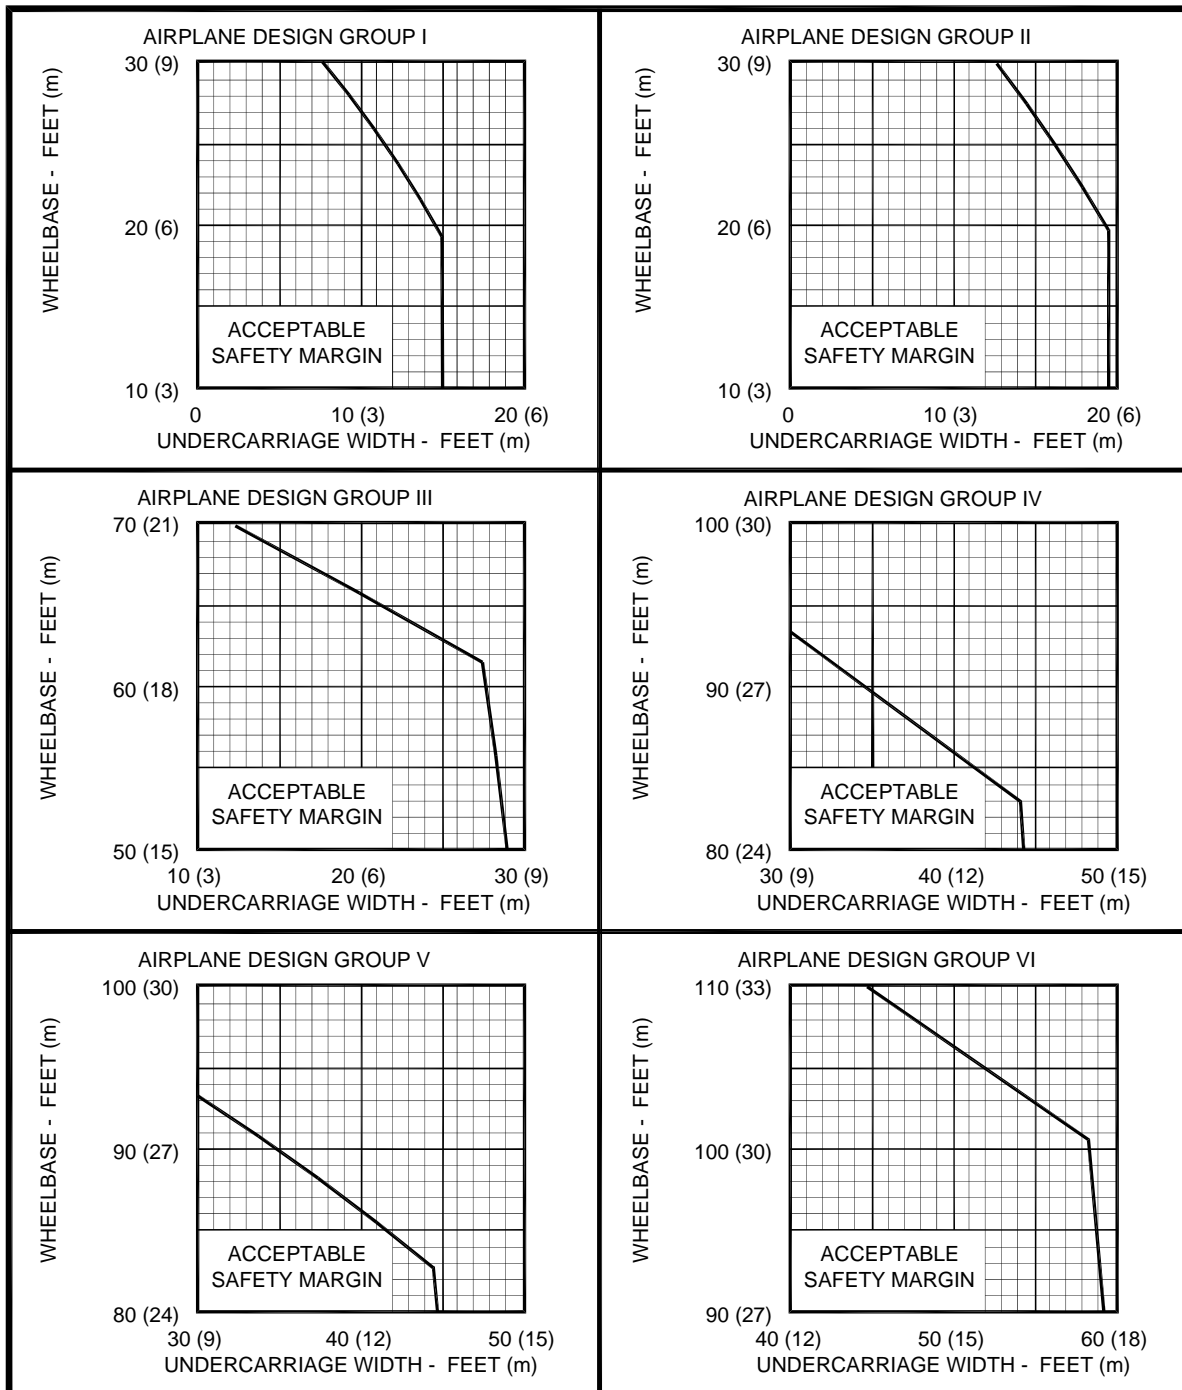 AIRPLANE DESIGN GROUP I
30 (9)
20 (6)
10 (3)
WHEELBASE - FEET (m)
ACCEPTABLE
SAFETY MARGIN
0 10 (3) 20 (6)
UNDERCARRIAGE WIDTH - FEET (m)
AIRPLANE DESIGN GROUP II
30 (9)
20 (6)
10 (3)
WHEELBASE - FEET (m)
ACCEPTABLE
SAFETY MARGIN
0 10 (3) 20 (6)
UNDERCARRIAGE WIDTH - FEET (m)
AIRPLANE DESIGN GROUP III
70 (21)
60 (18)
50 (15)
WHEELBASE - FEET (m)
ACCEPTABLE
SAFETY MARGIN
10 (3) 20 (6) 30 (9)
UNDERCARRIAGE WIDTH - FEET (m)
AIRPLANE DESIGN GROUP IV
100 (30)
90 (27)
80 (24)
WHEELBASE - FEET (m)
ACCEPTABLE
SAFETY MARGIN
30 (9) 40 (12) 50 (15)
UNDERCARRIAGE WIDTH - FEET (m)
AIRPLANE DESIGN GROUP V
100 (30)
90 (27)
80 (24)
WHEELBASE - FEET (m)
ACCEPTABLE
SAFETY MARGIN
30 (9) 40 (12) 50 (15)
UNDERCARRIAGE WIDTH - FEET (m)
AIRPLANE DESIGN GROUP VI
110 (33)
100 (30)
90 (27)
WHEELBASE - FEET (m)
ACCEPTABLE
SAFETY MARGIN
40 (12) 50 (15) 60 (18)
UNDERCARRIAGE WIDTH - FEET (m)